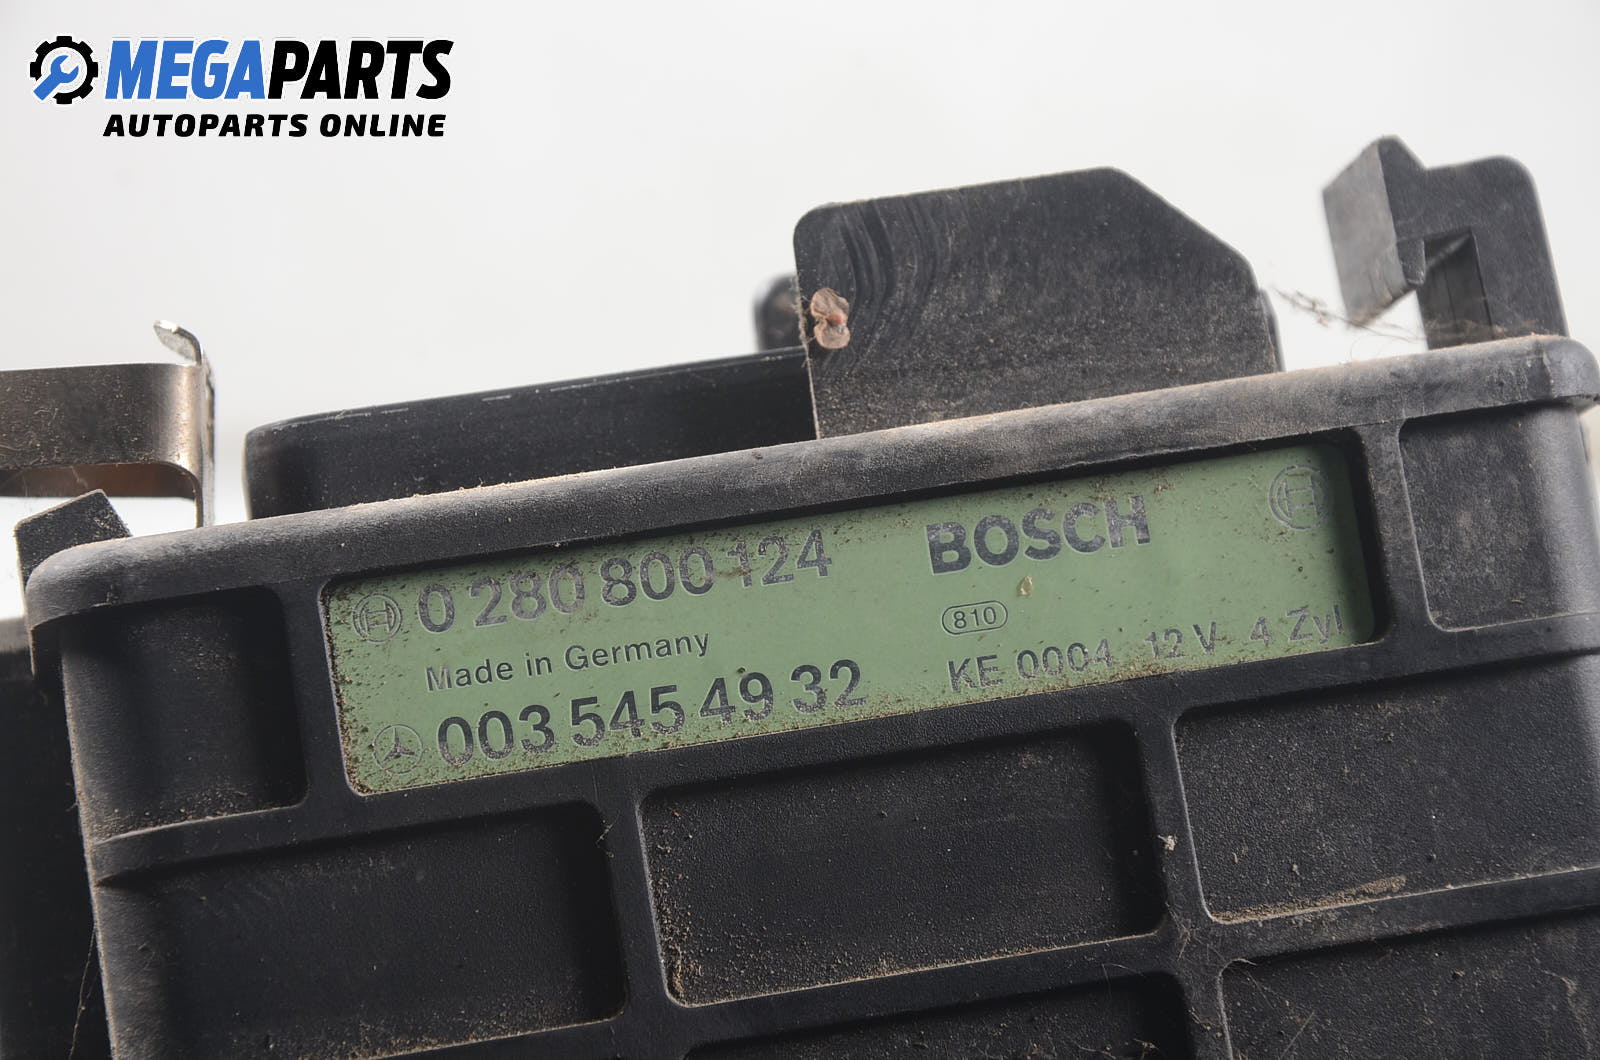 MEGAPARTS
AUTOPARTS ONLINE
0 280 800 124 BOSCH
Made in Germany 810
003 545 49 32 KE 0004 12 V 4 Zyl